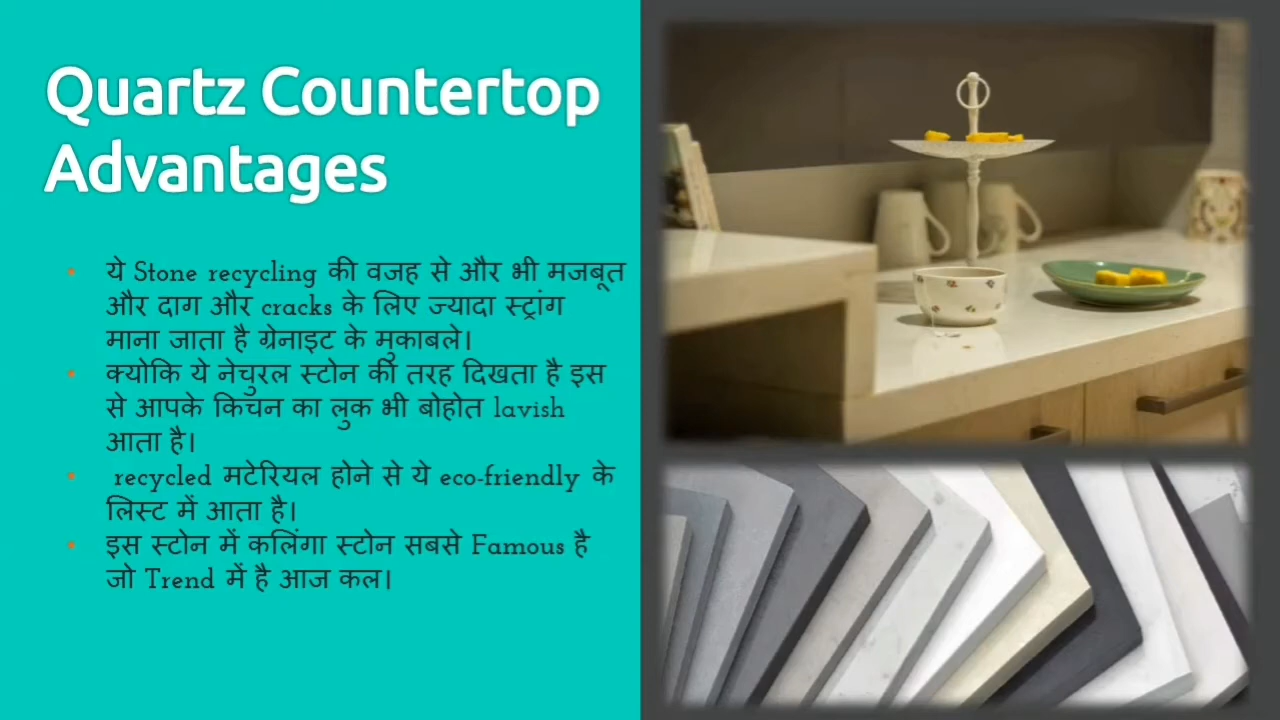 Quartz Countertop
Advantages
ये Stone recycling की वजह से और भी मजबूत
और दाग और cracks के लिए ज्यादा स्ट्रांग
माना जाता है ग्रेनाइट के मुकाबले।
क्योकि ये नेचुरल स्टोन की तरह दिखता है इस
से आपके किचन का लुक भी बोहोत lavish
आता है।
recycled मटेरियल होने से ये eco-friendly के
लिस्ट में आता है।
इस स्टोन में कलिंगा स्टोन सबसे Famous है
जो Trend में है आज कल।